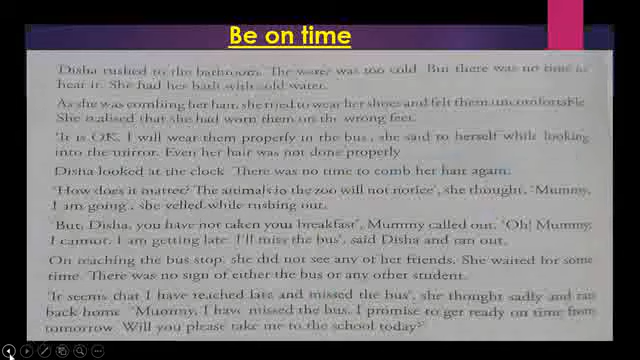 Be on time
Disha rushed to the bathroom. The water was too cold. But there was no time to
heat it. She had her bath with cold water.
As she was combing her hair, she tried to wear her shoes and felt them uncomfortable.
She realised that she had worn them on the wrong feet.
'It is OK. I will wear them properly in the bus', she said to herself while looking
into the mirror. Even her hair was not done properly
Disha looked at the clock. There was no time to comb her hair again.
'How does it matter? The animals in the zoo will not notice', she thought. 'Mummy,
I am going', she yelled while rushing out.
'But, Disha, you have not taken your breakfast', Mummy called out. 'Oh! Mummy,
I cannot. I am getting late. I'll miss the bus', said Disha and ran out.
On reaching the bus stop, she did not see any of her friends. She waited for some
time. There was no sign of either the bus or any other student.
'It seems that I have reached late and missed the bus', she thought sadly and ran
back home. 'Mummy, I have missed the bus. I promise to get ready on time from
tomorrow. Will you please take me to the school today?'